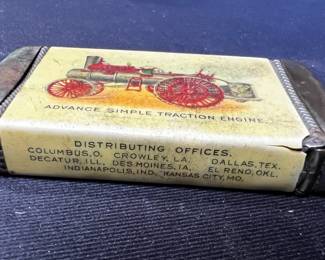 ADVANCE SIMPLE TRACTION ENGINE.
DISTRIBUTING OFFICES.
COLUMBUS,O. CROWLEY, LA. DALLAS, TEX.
DECATUR, ILL. DES MOINES, IA. EL RENO, OKL.
INDIANAPOLIS, IND. KANSAS CITY, MO.